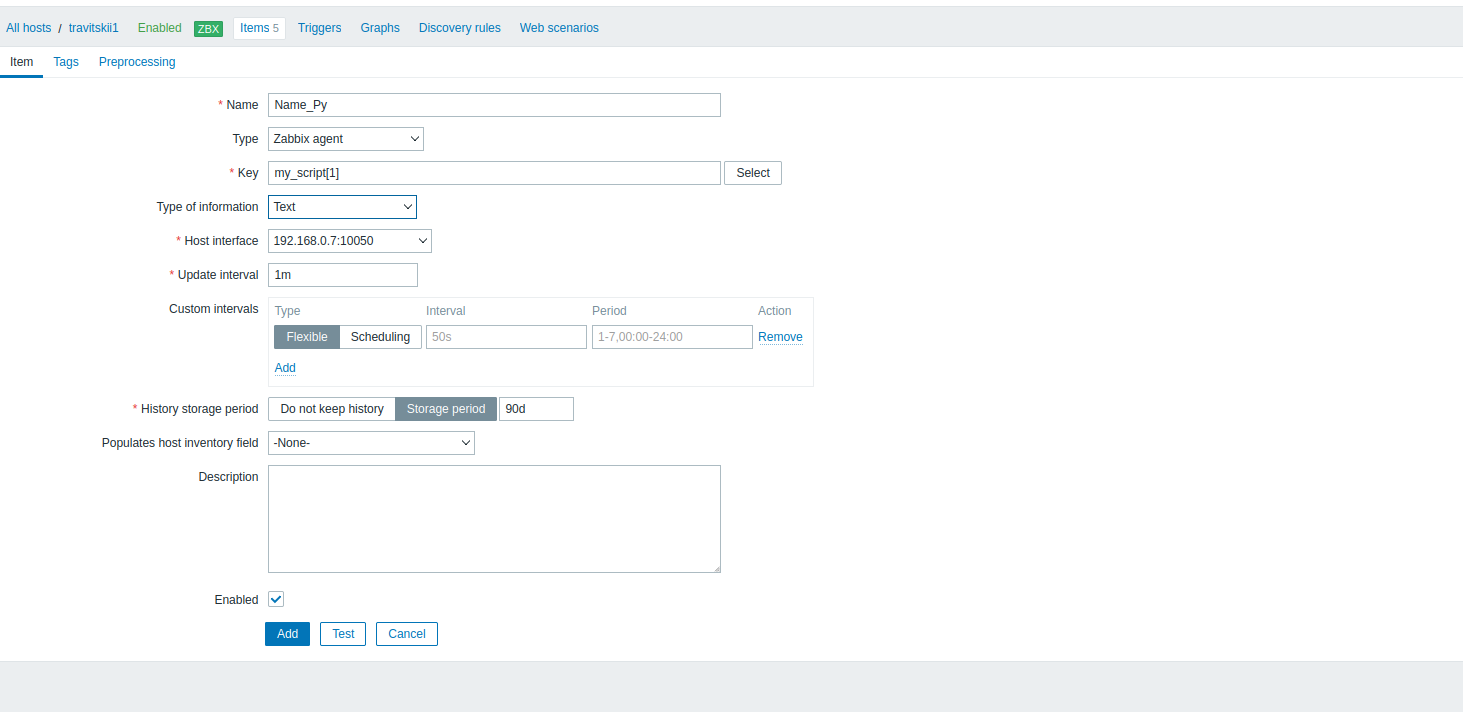 All hosts / travitskii1 Enabled ZBX Items 5 Triggers Graphs Discovery rules Web scenarios
Item Tags Preprocessing
* Name Name_Py
Type Zabbix agent
* Key my_script[1] Select
Type of information Text
* Host interface 192.168.0.7:10050
* Update interval 1m
Custom intervals Type Interval Period Action
Flexible Scheduling 50s 1-7,00:00-24:00 Remove
Add
* History storage period Do not keep history Storage period 90d
Populates host inventory field -None-
Description
Enabled
Add Test Cancel